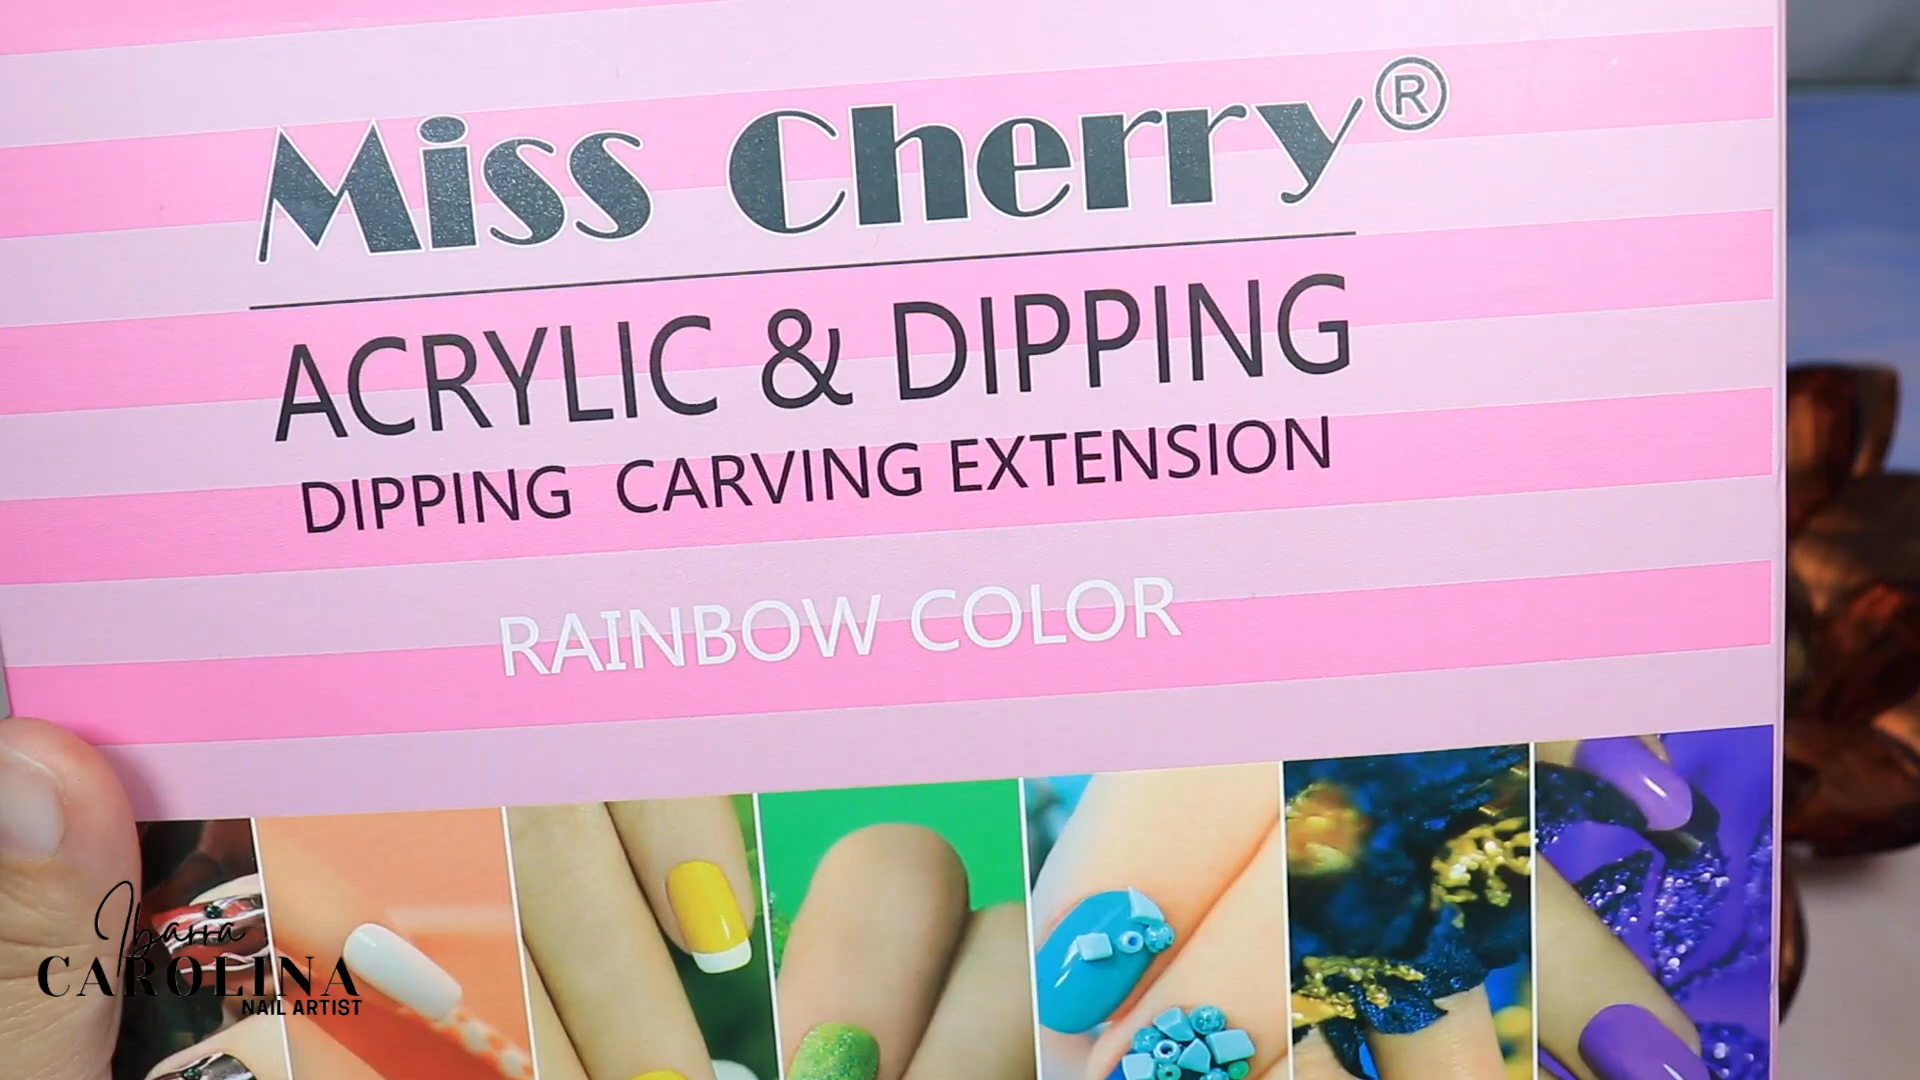 Miss Cherry®
ACRYLIC & DIPPING
DIPPING CARVING EXTENSION
RAINBOW COLOR
Ibarra
CAROLINA
NAIL ARTIST